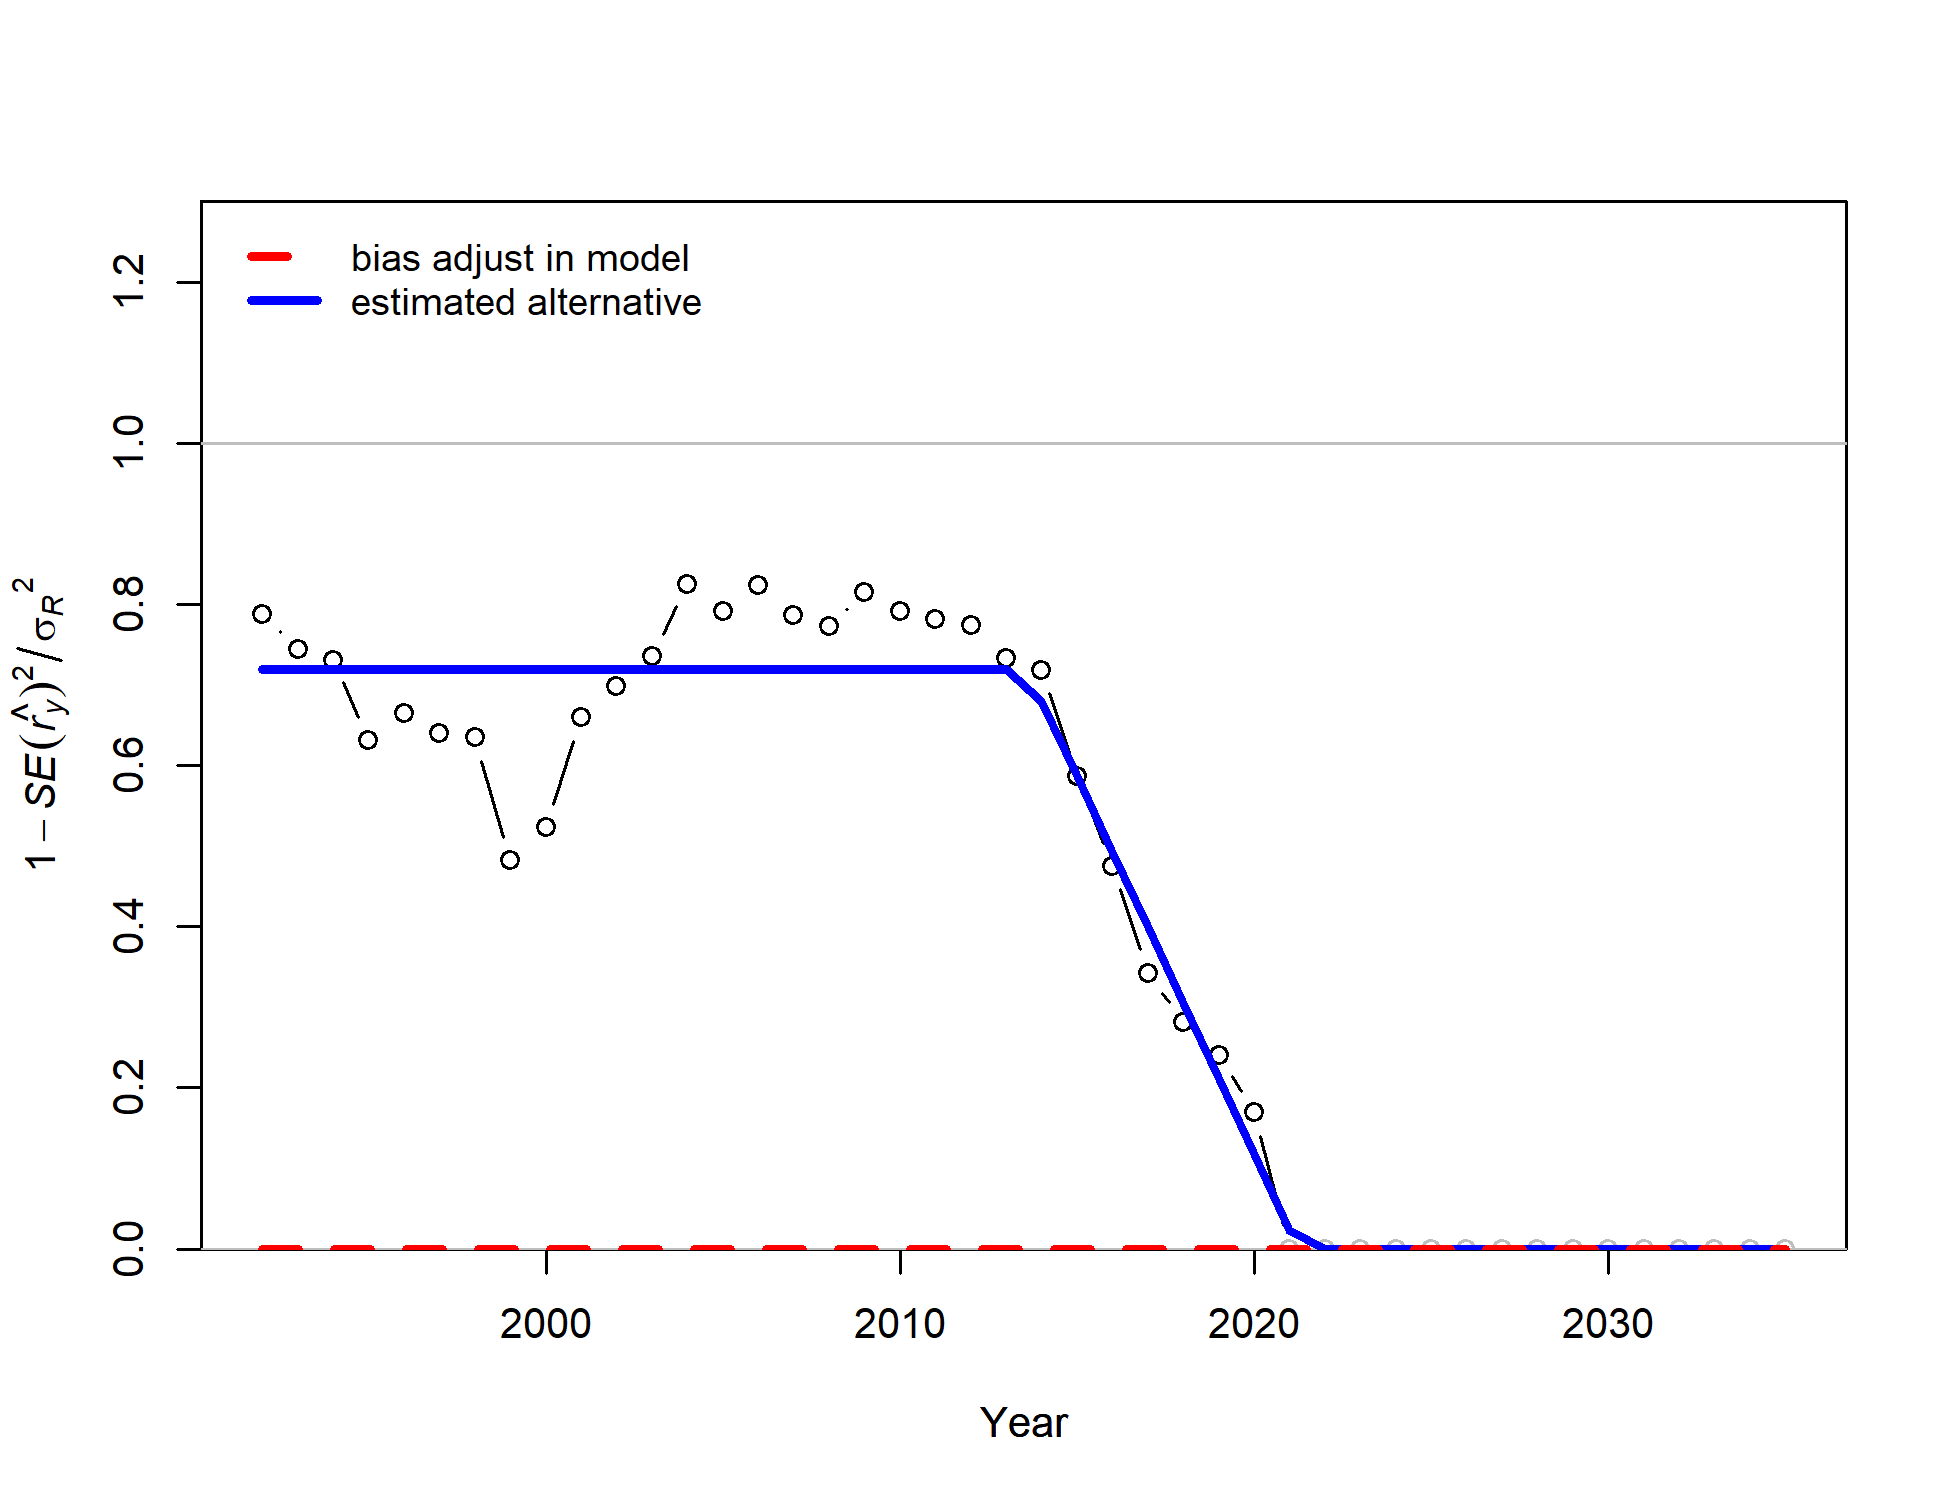 bias adjust in model
estimated alternative
1.2
1.0
0.8
0.6
0.4
0.2
0.0
1 − SE(r̂y)² / σR²
2000 2010 2020 2030
Year